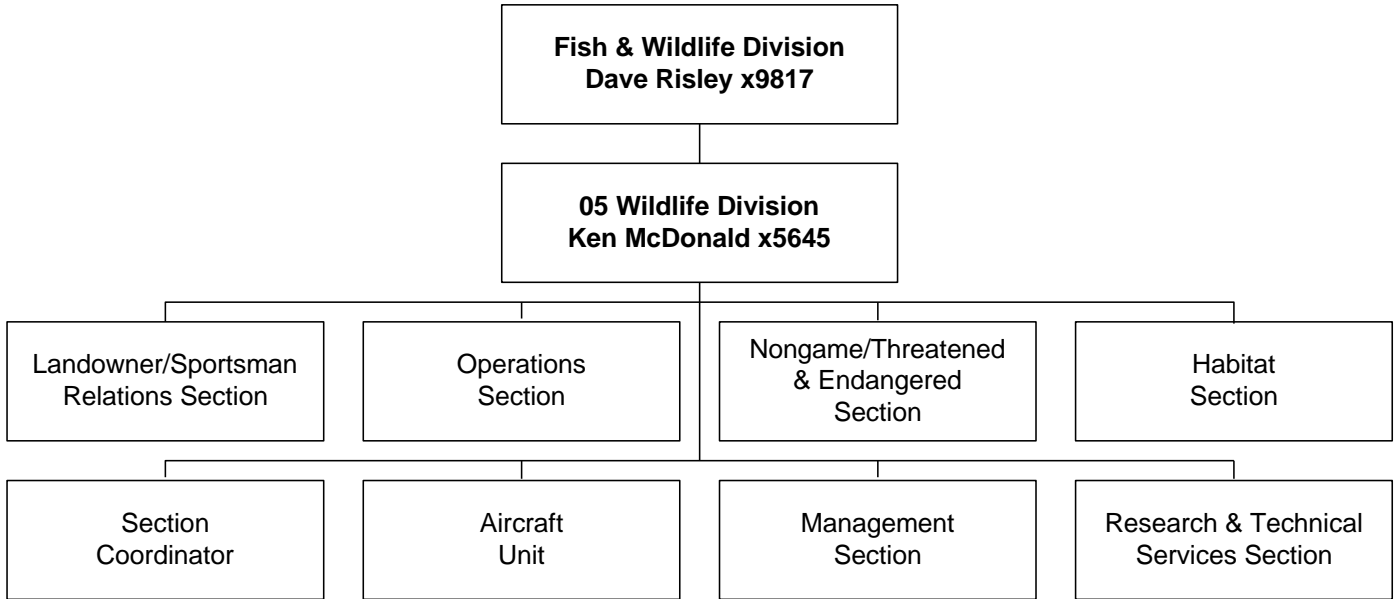 Fish & Wildlife Division
Dave Risley x9817
05 Wildlife Division
Ken McDonald x5645
Landowner/Sportsman
Relations Section
Operations
Section
Nongame/Threatened
& Endangered
Section
Habitat
Section
Section
Coordinator
Aircraft
Unit
Management
Section
Research & Technical
Services Section